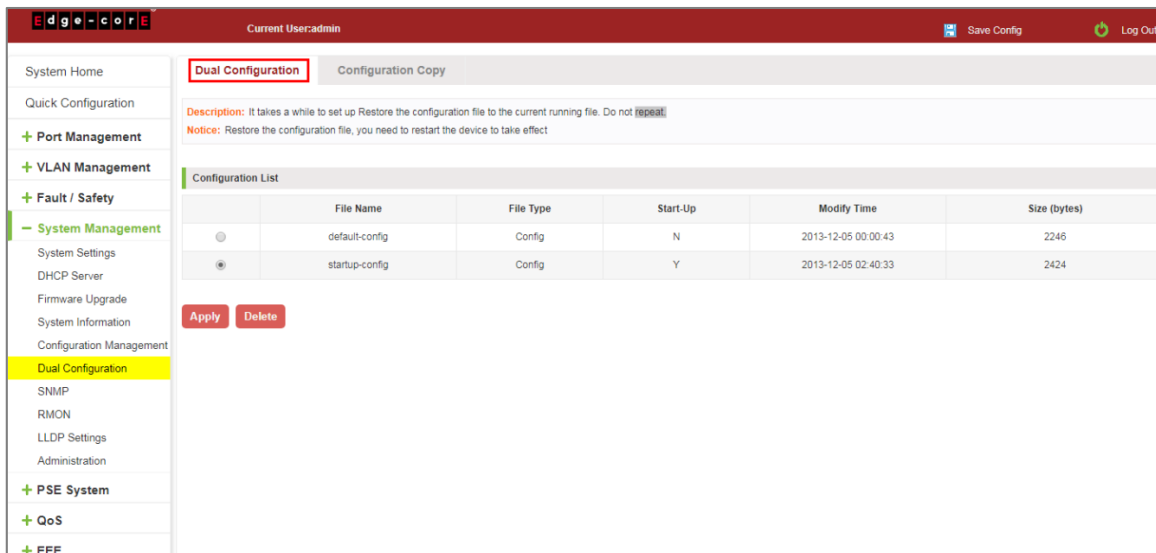 Edge-corE
Current User:admin
Save Config
Log Out
System Home
Quick Configuration
+ Port Management
+ VLAN Management
+ Fault / Safety
− System Management
System Settings
DHCP Server
Firmware Upgrade
System Information
Configuration Management
Dual Configuration
SNMP
RMON
LLDP Settings
Administration
+ PSE System
+ QoS
+ EEE
Dual Configuration
Configuration Copy
Description: It takes a while to set up Restore the configuration file to the current running file. Do not repeat.
Notice: Restore the configuration file, you need to restart the device to take effect
Configuration List
File Name File Type Start-Up Modify Time Size (bytes)
default-config Config N 2013-12-05 00:00:43 2246
startup-config Config Y 2013-12-05 02:40:33 2424
Apply Delete